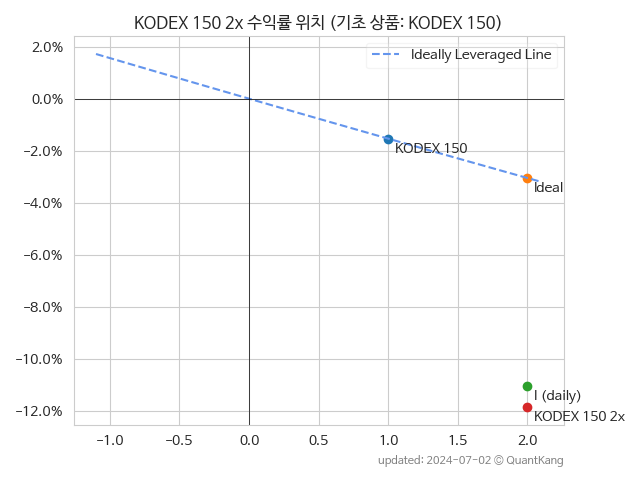 KODEX 150 2x 수익률 위치 (기초 상품: KODEX 150)
Ideally Leveraged Line
2.0%
0.0%
−2.0%
−4.0%
−6.0%
−8.0%
−10.0%
−12.0%
KODEX 150
Ideal
I (daily)
KODEX 150 2x
−1.0
−0.5
0.0
0.5
1.0
1.5
2.0
updated: 2024-07-02 © QuantKang